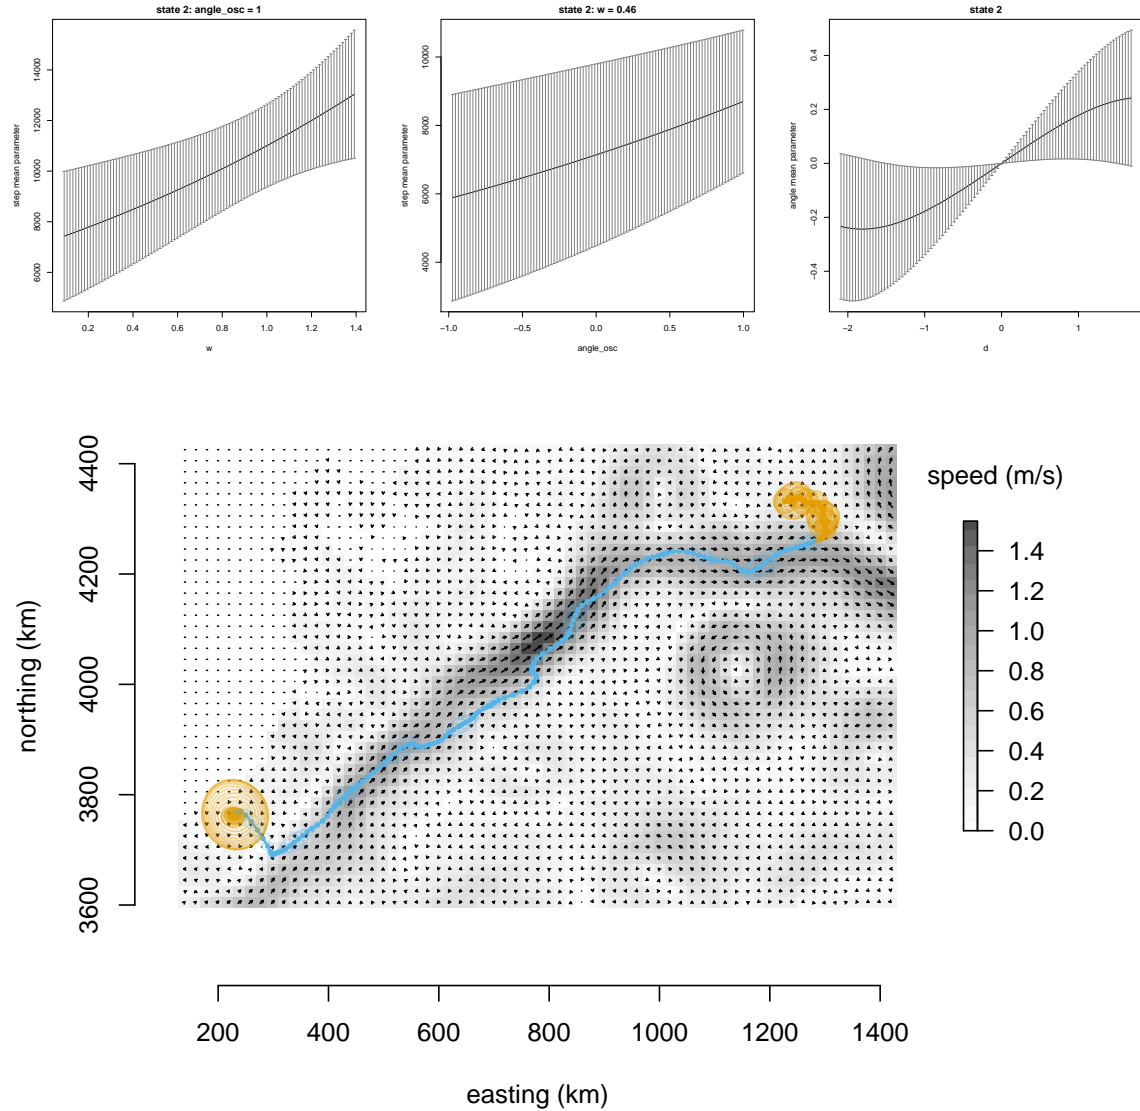 state 2: angle_osc = 1
step mean parameter
14000
12000
10000
8000
6000
0.2 0.4 0.6 0.8 1.0 1.2 1.4
w
state 2: w = 0.46
step mean parameter
10000
8000
6000
4000
−1.0 −0.5 0.0 0.5 1.0
angle_osc
state 2
angle mean parameter
0.4
0.2
0.0
−0.2
−0.4
−2 −1 0 1
d
northing (km)
4400
4200
4000
3800
3600
speed (m/s)
1.4
1.2
1.0
0.8
0.6
0.4
0.2
0.0
200 400 600 800 1000 1200 1400
easting (km)